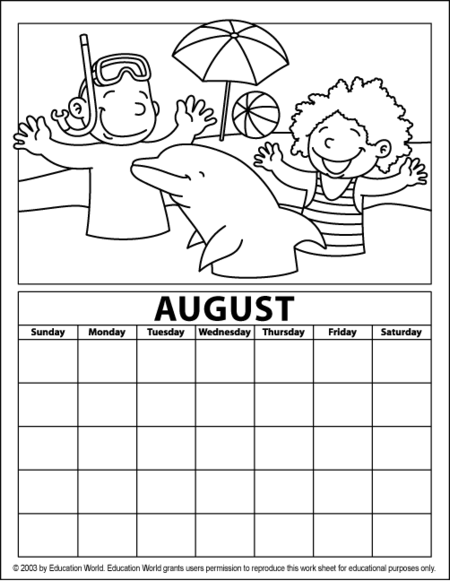 AUGUST
Sunday Monday Tuesday Wednesday Thursday Friday Saturday
© 2003 by Education World. Education World grants users permission to reproduce this work sheet for educational purposes only.